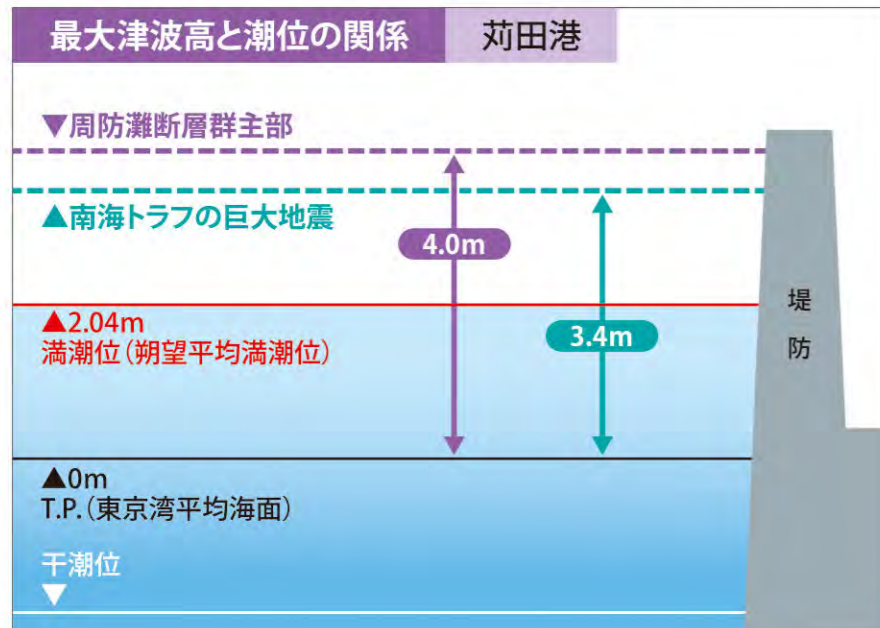 最大津波高と潮位の関係 苅田港
▼周防灘断層群主部
▲南海トラフの巨大地震
4.0m
▲2.04m
満潮位(朔望平均満潮位)
3.4m
堤防
▲0m
T.P.(東京湾平均海面)
干潮位
▼